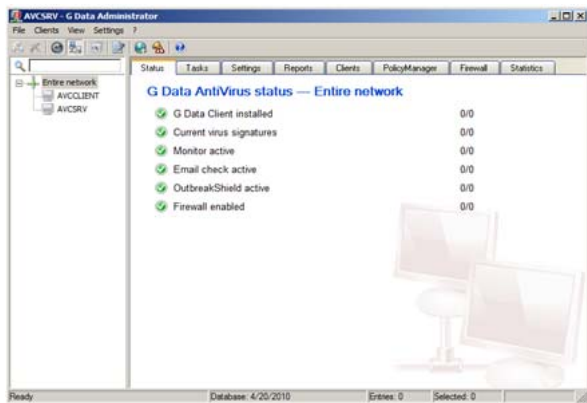 AVCSRV - G Data Administrator
File Clients View Settings ?
Status Tasks Settings Reports Clients PolicyManager Firewall Statistics
Entire network
AVCCLIENT
AVCSRV
G Data AntiVirus status — Entire network
G Data Client installed 0/0
Current virus signatures 0/0
Monitor active 0/0
Email check active 0/0
OutbreakShield active 0/0
Firewall enabled 0/0
Ready Database: 4/20/2010 Entries: 0 Selected: 0